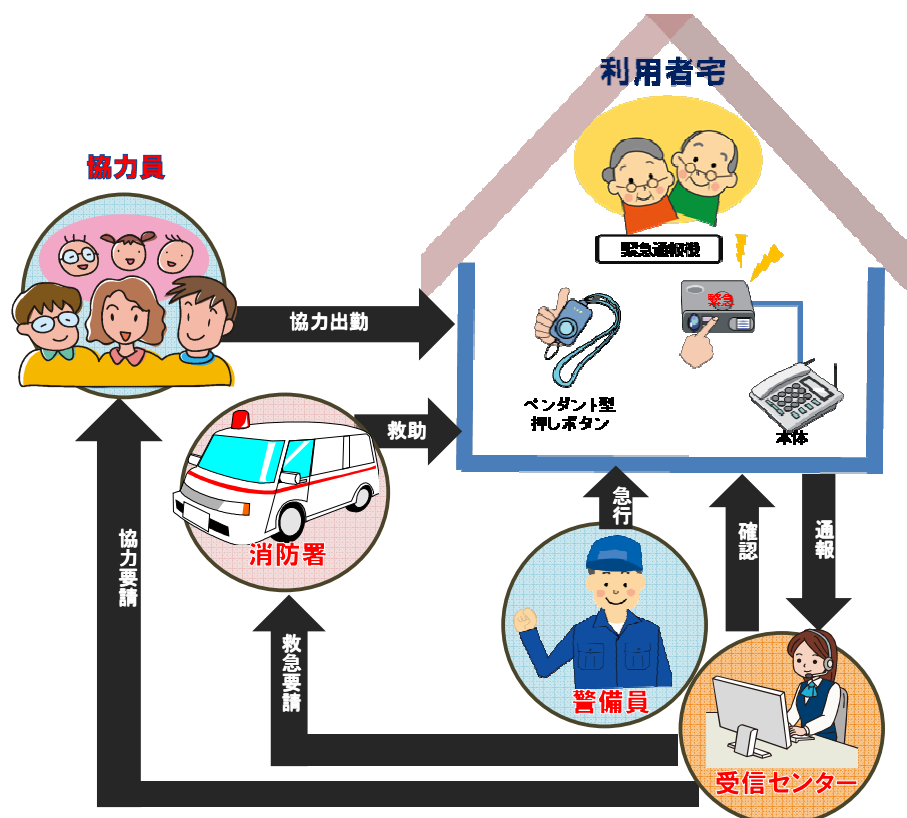 利用者宅
協力員
緊急通報機
緊急
協力出動
ペンダント型
押しボタン
本体
救助
消防署
急行
確認
通報
協力要請
救急要請
警備員
受信センター